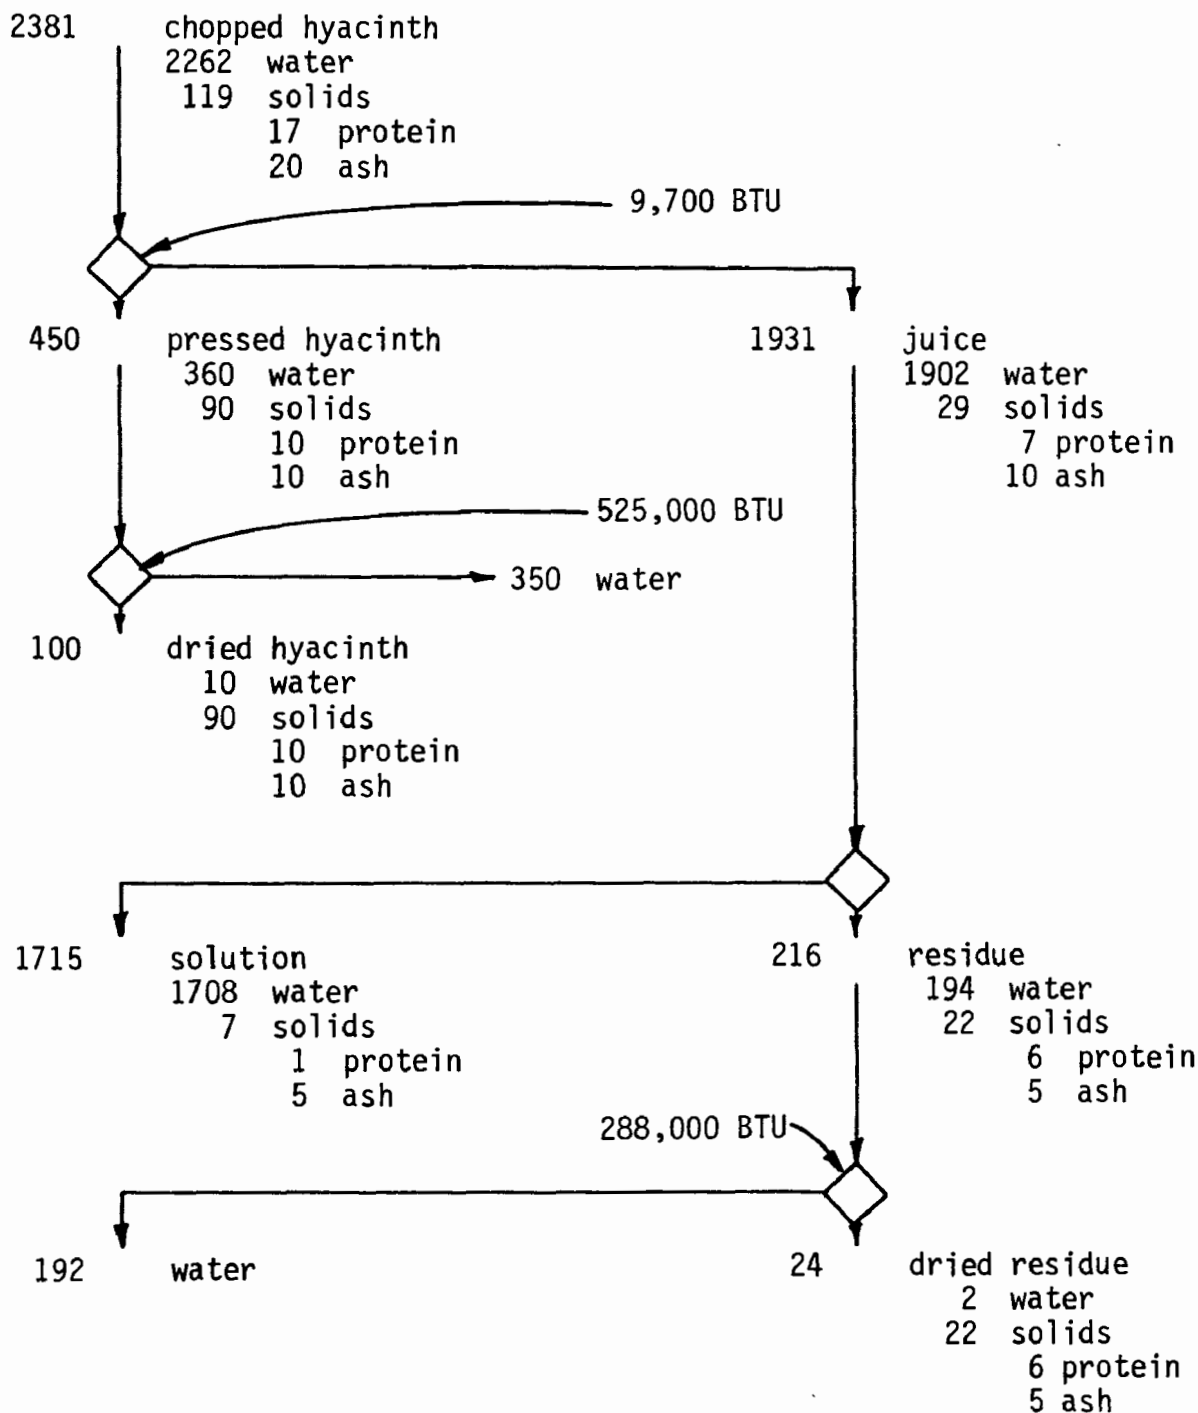 2381 chopped hyacinth
2262 water
119 solids
17 protein
20 ash
9,700 BTU
450 pressed hyacinth
360 water
90 solids
10 protein
10 ash
1931 juice
1902 water
29 solids
7 protein
10 ash
525,000 BTU
350 water
100 dried hyacinth
10 water
90 solids
10 protein
10 ash
1715 solution
1708 water
7 solids
1 protein
5 ash
216 residue
194 water
22 solids
6 protein
5 ash
288,000 BTU
192 water
24 dried residue
2 water
22 solids
6 protein
5 ash